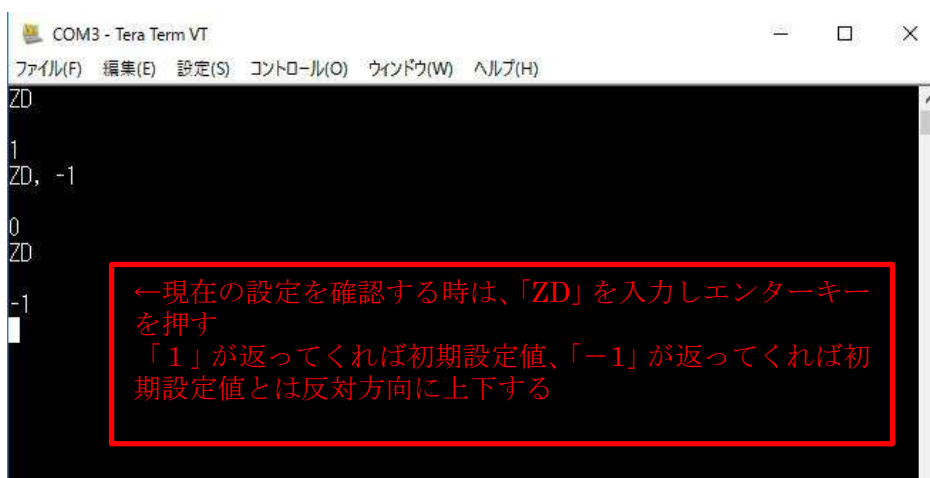 COM3 - Tera Term VT
ファイル(F) 編集(E) 設定(S) コントロール(O) ウィンドウ(W) ヘルプ(H)
ZD
1
ZD, -1
0
ZD
-1
←現在の設定を確認する時は、「ZD」を入力しエンターキー
を押す
「１」が返ってくれば初期設定値、「－1」が返ってくれば初
期設定値とは反対方向に上下する